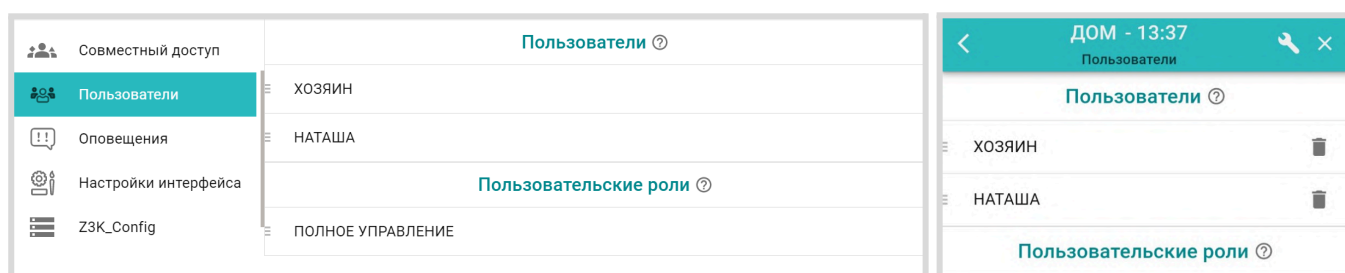 Совместный доступ
Пользователи
Оповещения
Настройки интерфейса
Z3K_Config
Пользователи
ХОЗЯИН
НАТАША
Пользовательские роли
ПОЛНОЕ УПРАВЛЕНИЕ
ДОМ - 13:37
Пользователи
Пользователи
ХОЗЯИН
НАТАША
Пользовательские роли